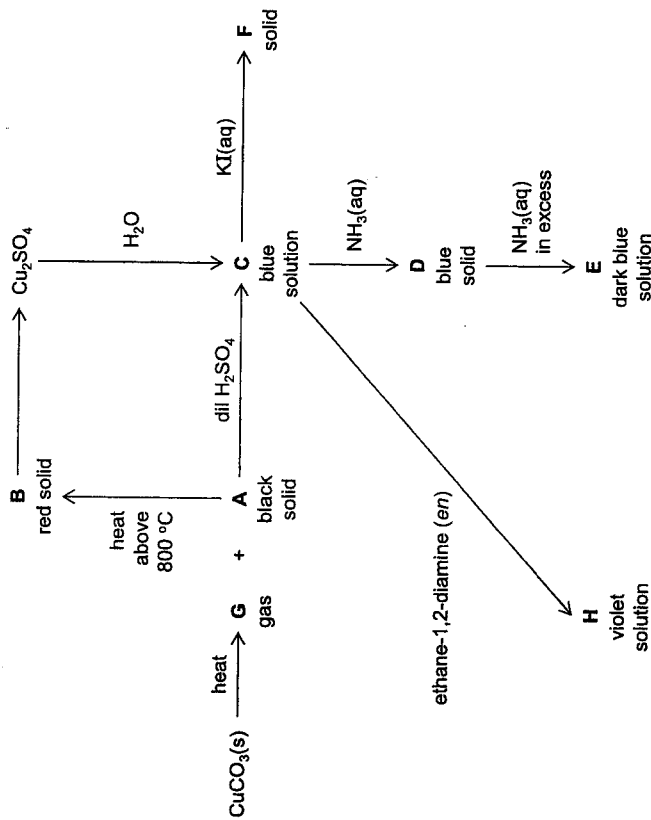 CuCO₃(s)
heat
G
gas
+
A
black
solid
heat
above
800 °C
B
red solid
Cu₂SO₄
H₂O
dil H₂SO₄
C
blue
solution
KI(aq)
F
solid
NH₃(aq)
D
blue
solid
NH₃(aq)
in excess
E
dark blue
solution
ethane-1,2-diamine (en)
H
violet
solution